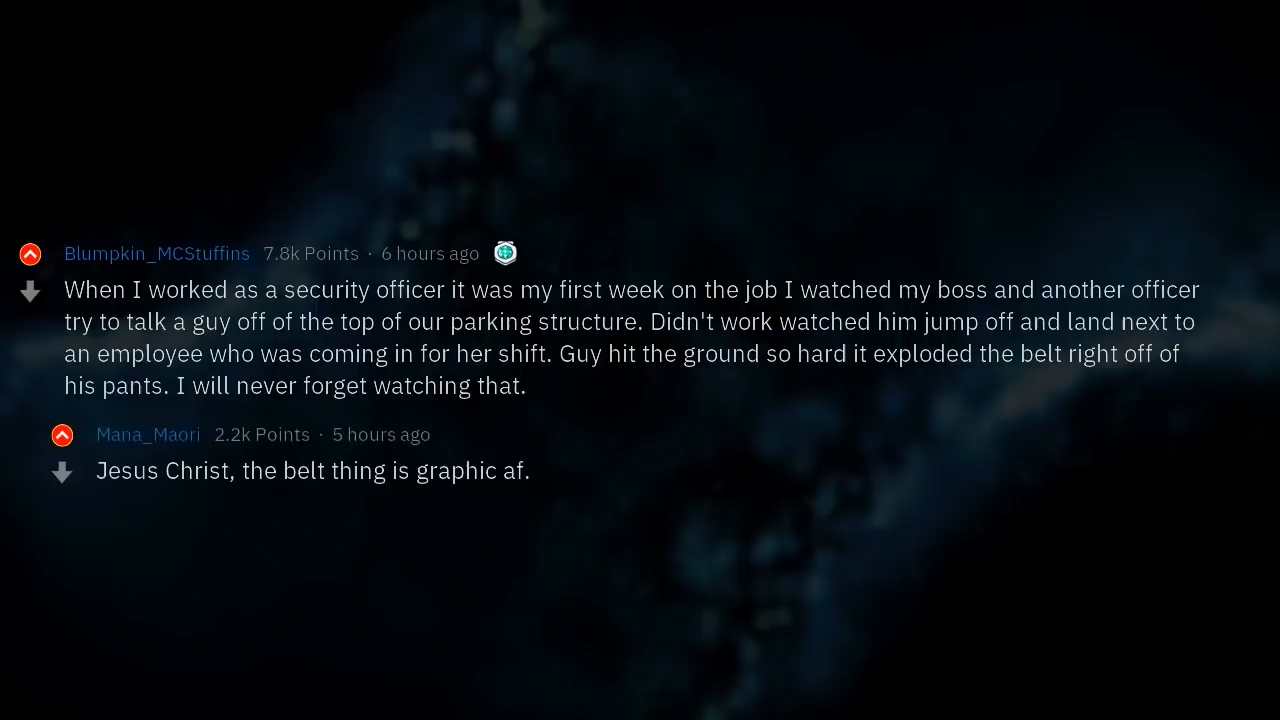 Blumpkin_MCStuffins 7.8k Points · 6 hours ago
When I worked as a security officer it was my first week on the job I watched my boss and another officer
try to talk a guy off of the top of our parking structure. Didn't work watched him jump off and land next to
an employee who was coming in for her shift. Guy hit the ground so hard it exploded the belt right off of
his pants. I will never forget watching that.
Mana_Maori 2.2k Points · 5 hours ago
Jesus Christ, the belt thing is graphic af.